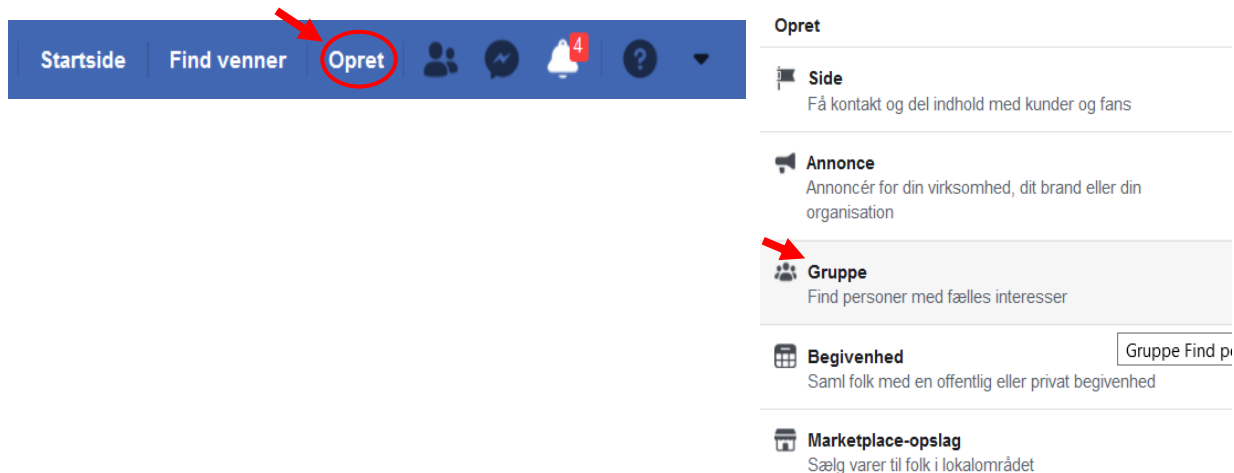 Startside Find venner Opret 4 ?
Opret
Side
Få kontakt og del indhold med kunder og fans
Annonce
Annoncér for din virksomhed, dit brand eller din
organisation
Gruppe
Find personer med fælles interesser
Gruppe Find pe
Begivenhed
Saml folk med en offentlig eller privat begivenhed
Marketplace-opslag
Sælg varer til folk i lokalområdet